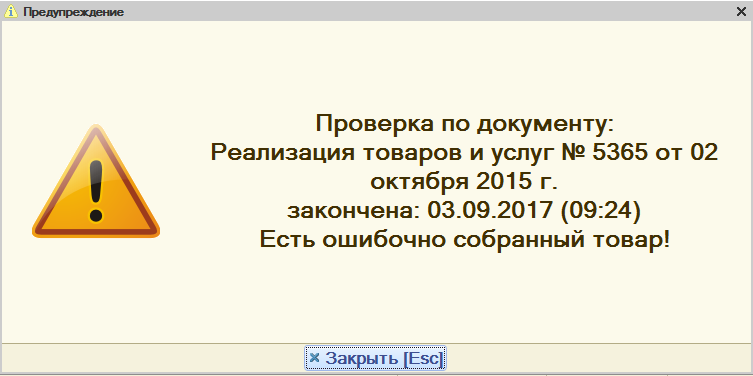 Предупреждение
Проверка по документу:
Реализация товаров и услуг № 5365 от 02
октября 2015 г.
закончена: 03.09.2017 (09:24)
Есть ошибочно собранный товар!
Закрыть [Esc]